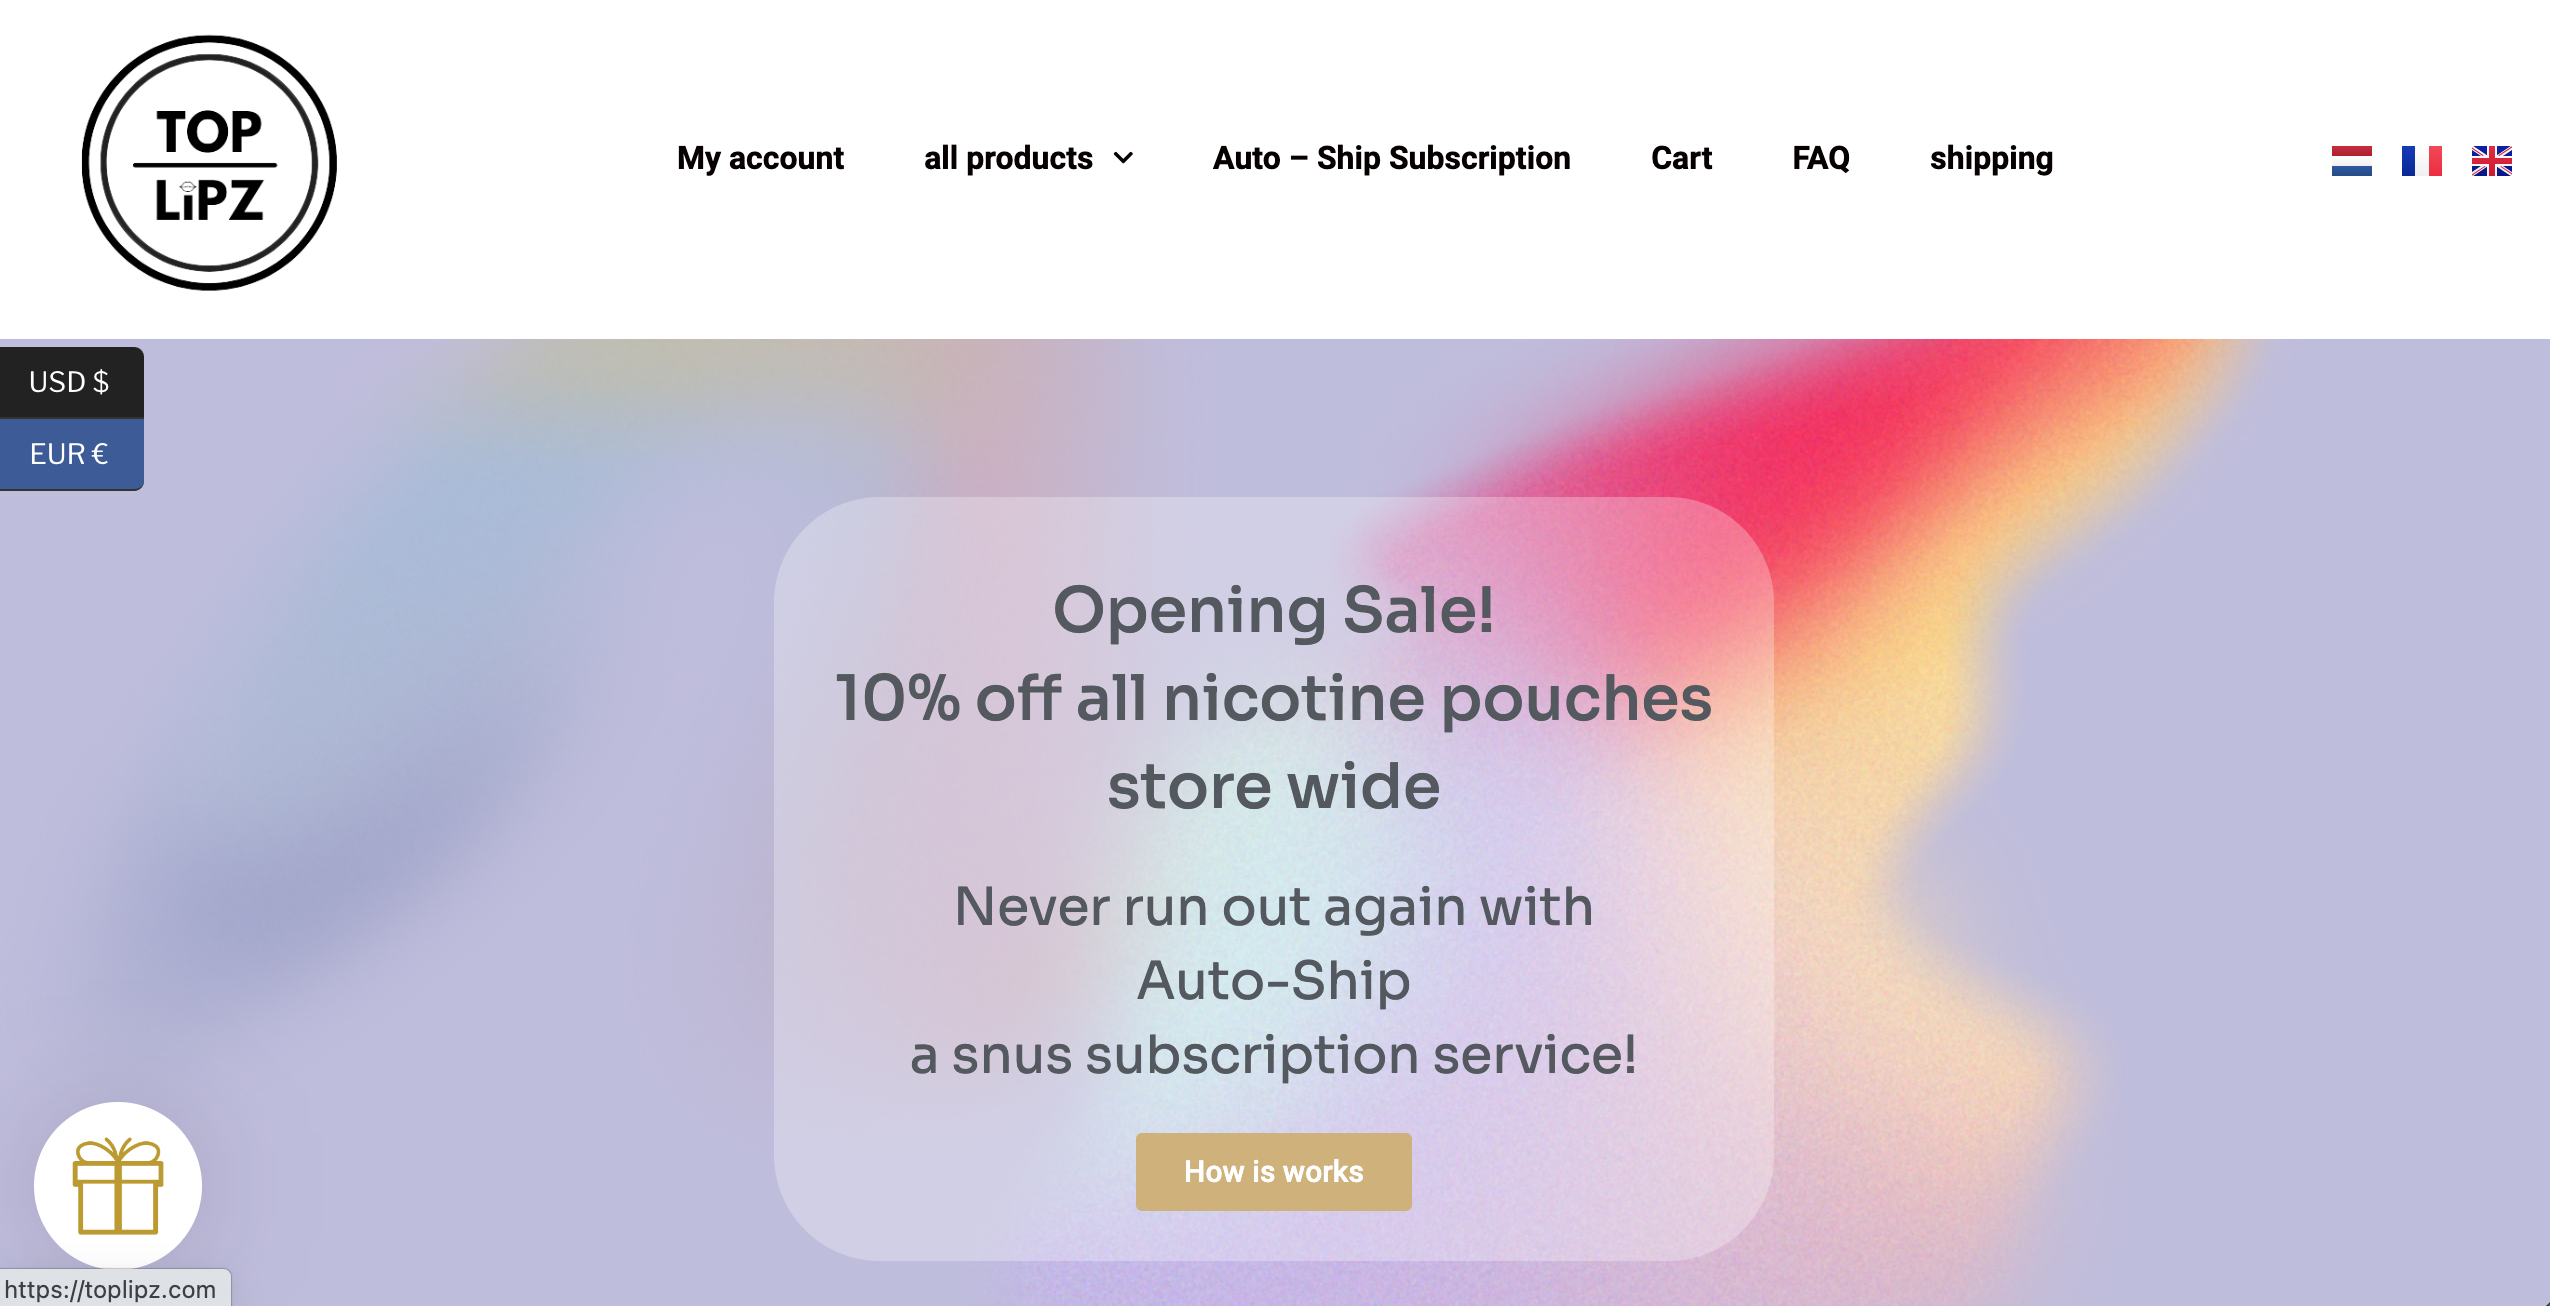 TOP
LiPZ
My account
all products
Auto – Ship Subscription
Cart
FAQ
shipping
USD $
EUR €
Opening Sale!
10% off all nicotine pouches
store wide
Never run out again with
Auto-Ship
a snus subscription service!
How is works
https://toplipz.com